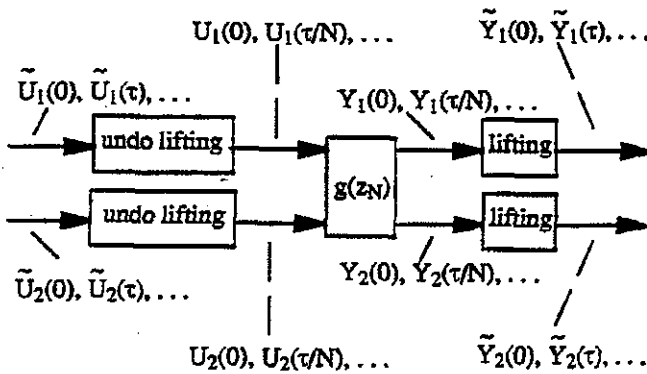 U₁(0), U₁(τ/N), . . .
Ỹ₁(0), Ỹ₁(τ), . . .
Ũ₁(0), Ũ₁(τ), . . .
Y₁(0), Y₁(τ/N), . . .
undo lifting
lifting
g(z_N)
undo lifting
lifting
Ũ₂(0), Ũ₂(τ), . . .
Y₂(0), Y₂(τ/N), . . .
U₂(0), U₂(τ/N), . . .
Ỹ₂(0), Ỹ₂(τ), . . .